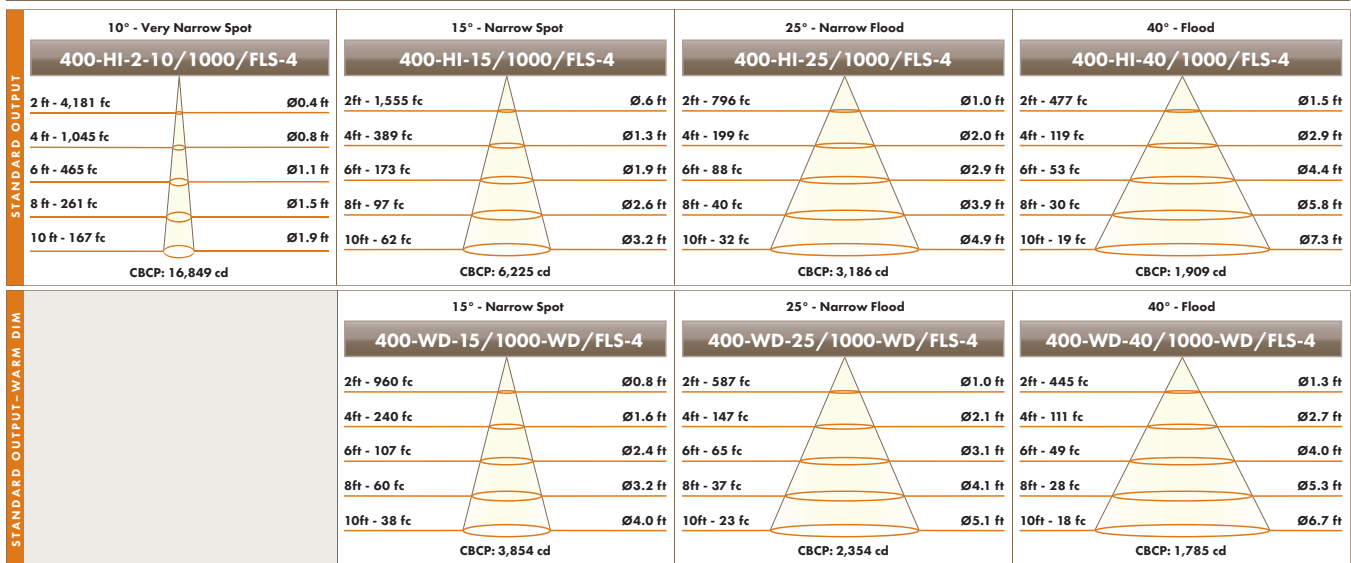 STANDARD OUTPUT
10° - Very Narrow Spot
400-HI-2-10/1000/FLS-4
2 ft - 4,181 fc Ø0.4 ft
4 ft - 1,045 fc Ø0.8 ft
6 ft - 465 fc Ø1.1 ft
8 ft - 261 fc Ø1.5 ft
10 ft - 167 fc Ø1.9 ft
CBCP: 16,849 cd
15° - Narrow Spot
400-HI-15/1000/FLS-4
2ft - 1,555 fc Ø.6 ft
4ft - 389 fc Ø1.3 ft
6ft - 173 fc Ø1.9 ft
8ft - 97 fc Ø2.6 ft
10ft - 62 fc Ø3.2 ft
CBCP: 6,225 cd
25° - Narrow Flood
400-HI-25/1000/FLS-4
2ft - 796 fc Ø1.0 ft
4ft - 199 fc Ø2.0 ft
6ft - 88 fc Ø2.9 ft
8ft - 40 fc Ø3.9 ft
10ft - 32 fc Ø4.9 ft
CBCP: 3,186 cd
40° - Flood
400-HI-40/1000/FLS-4
2ft - 477 fc Ø1.5 ft
4ft - 119 fc Ø2.9 ft
6ft - 53 fc Ø4.4 ft
8ft - 30 fc Ø5.8 ft
10ft - 19 fc Ø7.3 ft
CBCP: 1,909 cd
STANDARD OUTPUT–WARM DIM
15° - Narrow Spot
400-WD-15/1000-WD/FLS-4
2ft - 960 fc Ø0.8 ft
4ft - 240 fc Ø1.6 ft
6ft - 107 fc Ø2.4 ft
8ft - 60 fc Ø3.2 ft
10ft - 38 fc Ø4.0 ft
CBCP: 3,854 cd
25° - Narrow Flood
400-WD-25/1000-WD/FLS-4
2ft - 587 fc Ø1.0 ft
4ft - 147 fc Ø2.1 ft
6ft - 65 fc Ø3.1 ft
8ft - 37 fc Ø4.1 ft
10ft - 23 fc Ø5.1 ft
CBCP: 2,354 cd
40° - Flood
400-WD-40/1000-WD/FLS-4
2ft - 445 fc Ø1.3 ft
4ft - 111 fc Ø2.7 ft
6ft - 49 fc Ø4.0 ft
8ft - 28 fc Ø5.3 ft
10ft - 18 fc Ø6.7 ft
CBCP: 1,785 cd